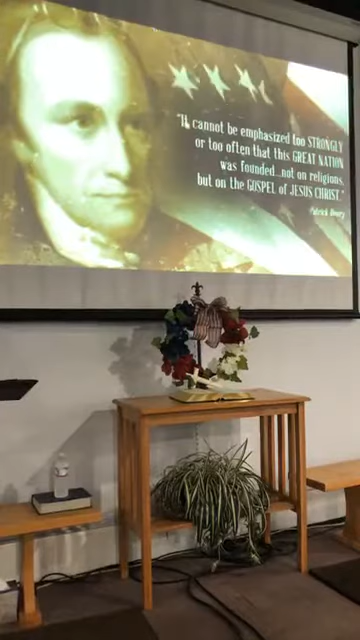 "It cannot be emphasized too STRONGLY
or too often that this GREAT NATION
was founded...not on religions,
but on the GOSPEL of JESUS CHRIST."
-Patrick Henry